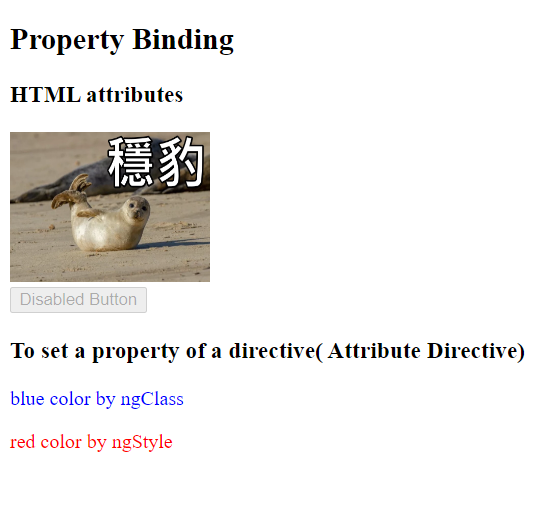 Property Binding
HTML attributes
穩豹
Disabled Button
To set a property of a directive( Attribute Directive)
blue color by ngClass
red color by ngStyle